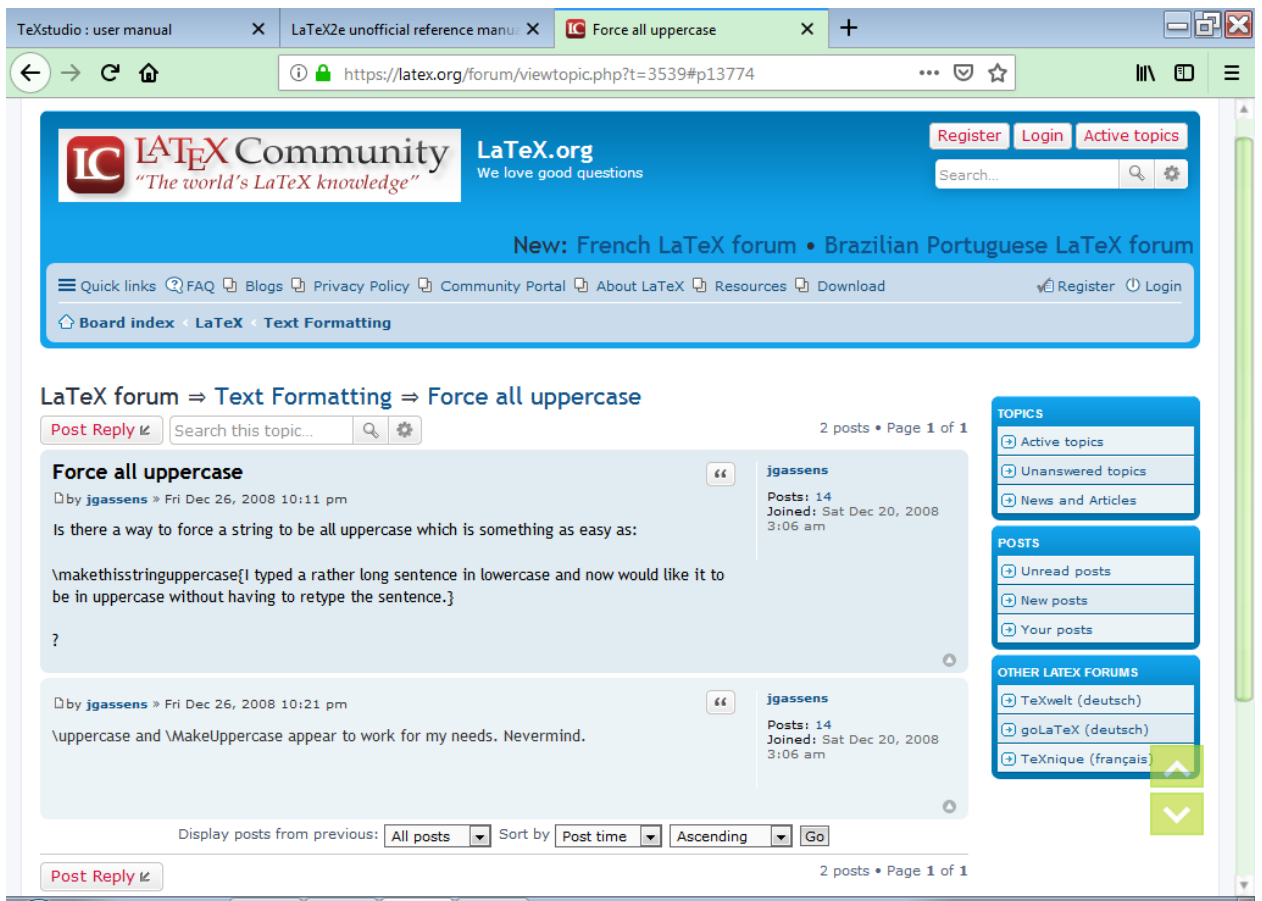 TeXstudio : user manual
LaTeX2e unofficial reference manu
Force all uppercase
https://latex.org/forum/viewtopic.php?t=3539#p13774
LaTeX Community
"The world's LaTeX knowledge"
LaTeX.org
We love good questions
Register Login Active topics
Search...
New: French LaTeX forum • Brazilian Portuguese LaTeX forum
Quick links FAQ Blogs Privacy Policy Community Portal About LaTeX Resources Download Register Login
Board index ‹ LaTeX ‹ Text Formatting
LaTeX forum ⇒ Text Formatting ⇒ Force all uppercase
Post Reply Search this topic... 2 posts • Page 1 of 1
Force all uppercase
by jgassens » Fri Dec 26, 2008 10:11 pm
Is there a way to force a string to be all uppercase which is something as easy as:
\makethisstringuppercase{I typed a rather long sentence in lowercase and now would like it to
be in uppercase without having to retype the sentence.}
?
jgassens
Posts: 14
Joined: Sat Dec 20, 2008
3:06 am
by jgassens » Fri Dec 26, 2008 10:21 pm
\uppercase and \MakeUppercase appear to work for my needs. Nevermind.
jgassens
Posts: 14
Joined: Sat Dec 20, 2008
3:06 am
Display posts from previous: All posts Sort by Post time Ascending Go
Post Reply 2 posts • Page 1 of 1
TOPICS
Active topics
Unanswered topics
News and Articles
POSTS
Unread posts
New posts
Your posts
OTHER LATEX FORUMS
TeXwelt (deutsch)
goLaTeX (deutsch)
TeXnique (français)